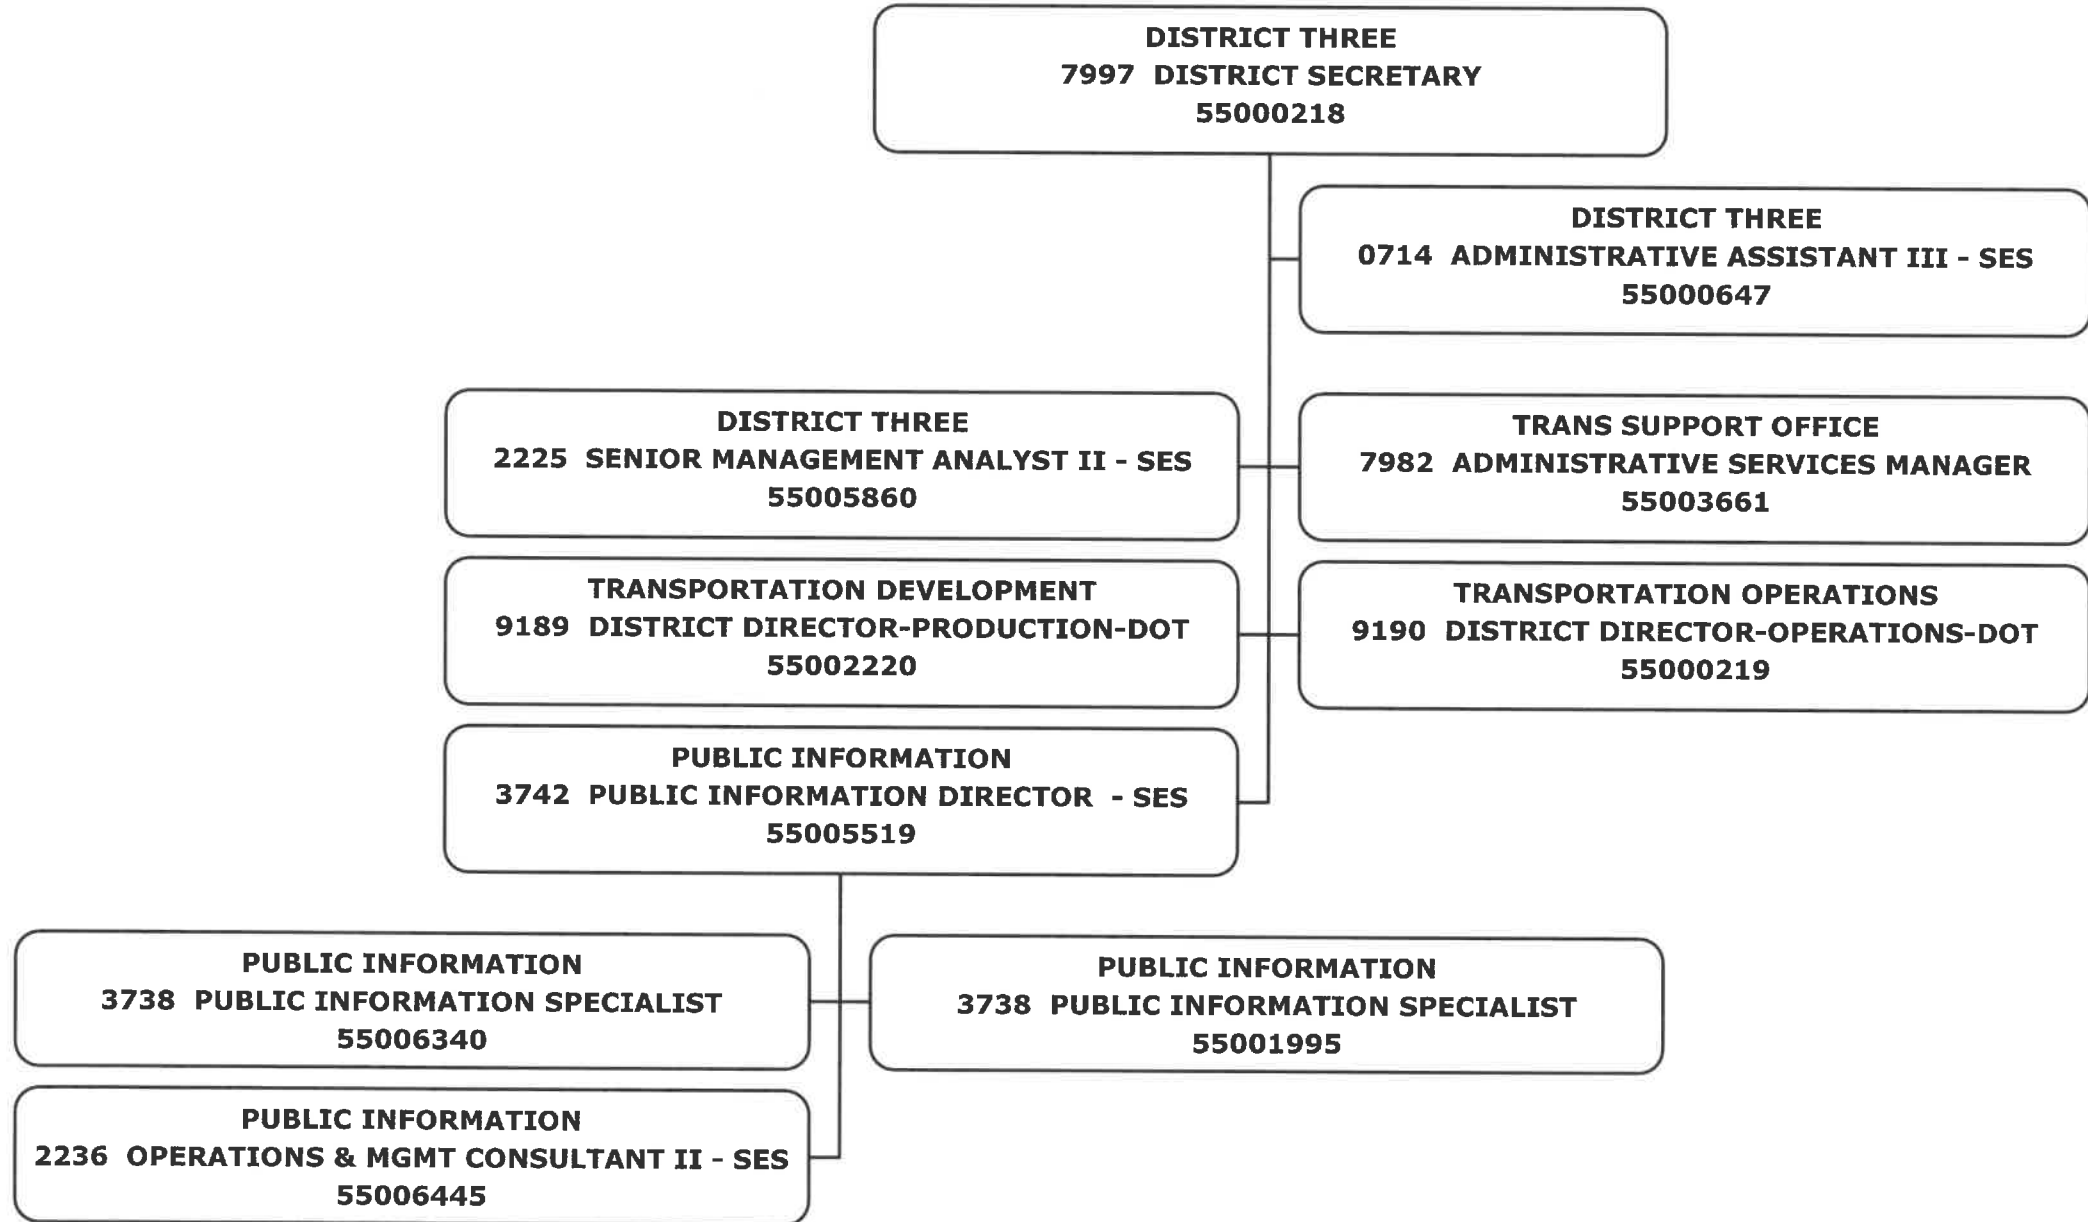 DISTRICT THREE
7997 DISTRICT SECRETARY
55000218
DISTRICT THREE
0714 ADMINISTRATIVE ASSISTANT III - SES
55000647
DISTRICT THREE
2225 SENIOR MANAGEMENT ANALYST II - SES
55005860
TRANS SUPPORT OFFICE
7982 ADMINISTRATIVE SERVICES MANAGER
55003661
TRANSPORTATION DEVELOPMENT
9189 DISTRICT DIRECTOR-PRODUCTION-DOT
55002220
TRANSPORTATION OPERATIONS
9190 DISTRICT DIRECTOR-OPERATIONS-DOT
55000219
PUBLIC INFORMATION
3742 PUBLIC INFORMATION DIRECTOR - SES
55005519
PUBLIC INFORMATION
3738 PUBLIC INFORMATION SPECIALIST
55006340
PUBLIC INFORMATION
3738 PUBLIC INFORMATION SPECIALIST
55001995
PUBLIC INFORMATION
2236 OPERATIONS & MGMT CONSULTANT II - SES
55006445